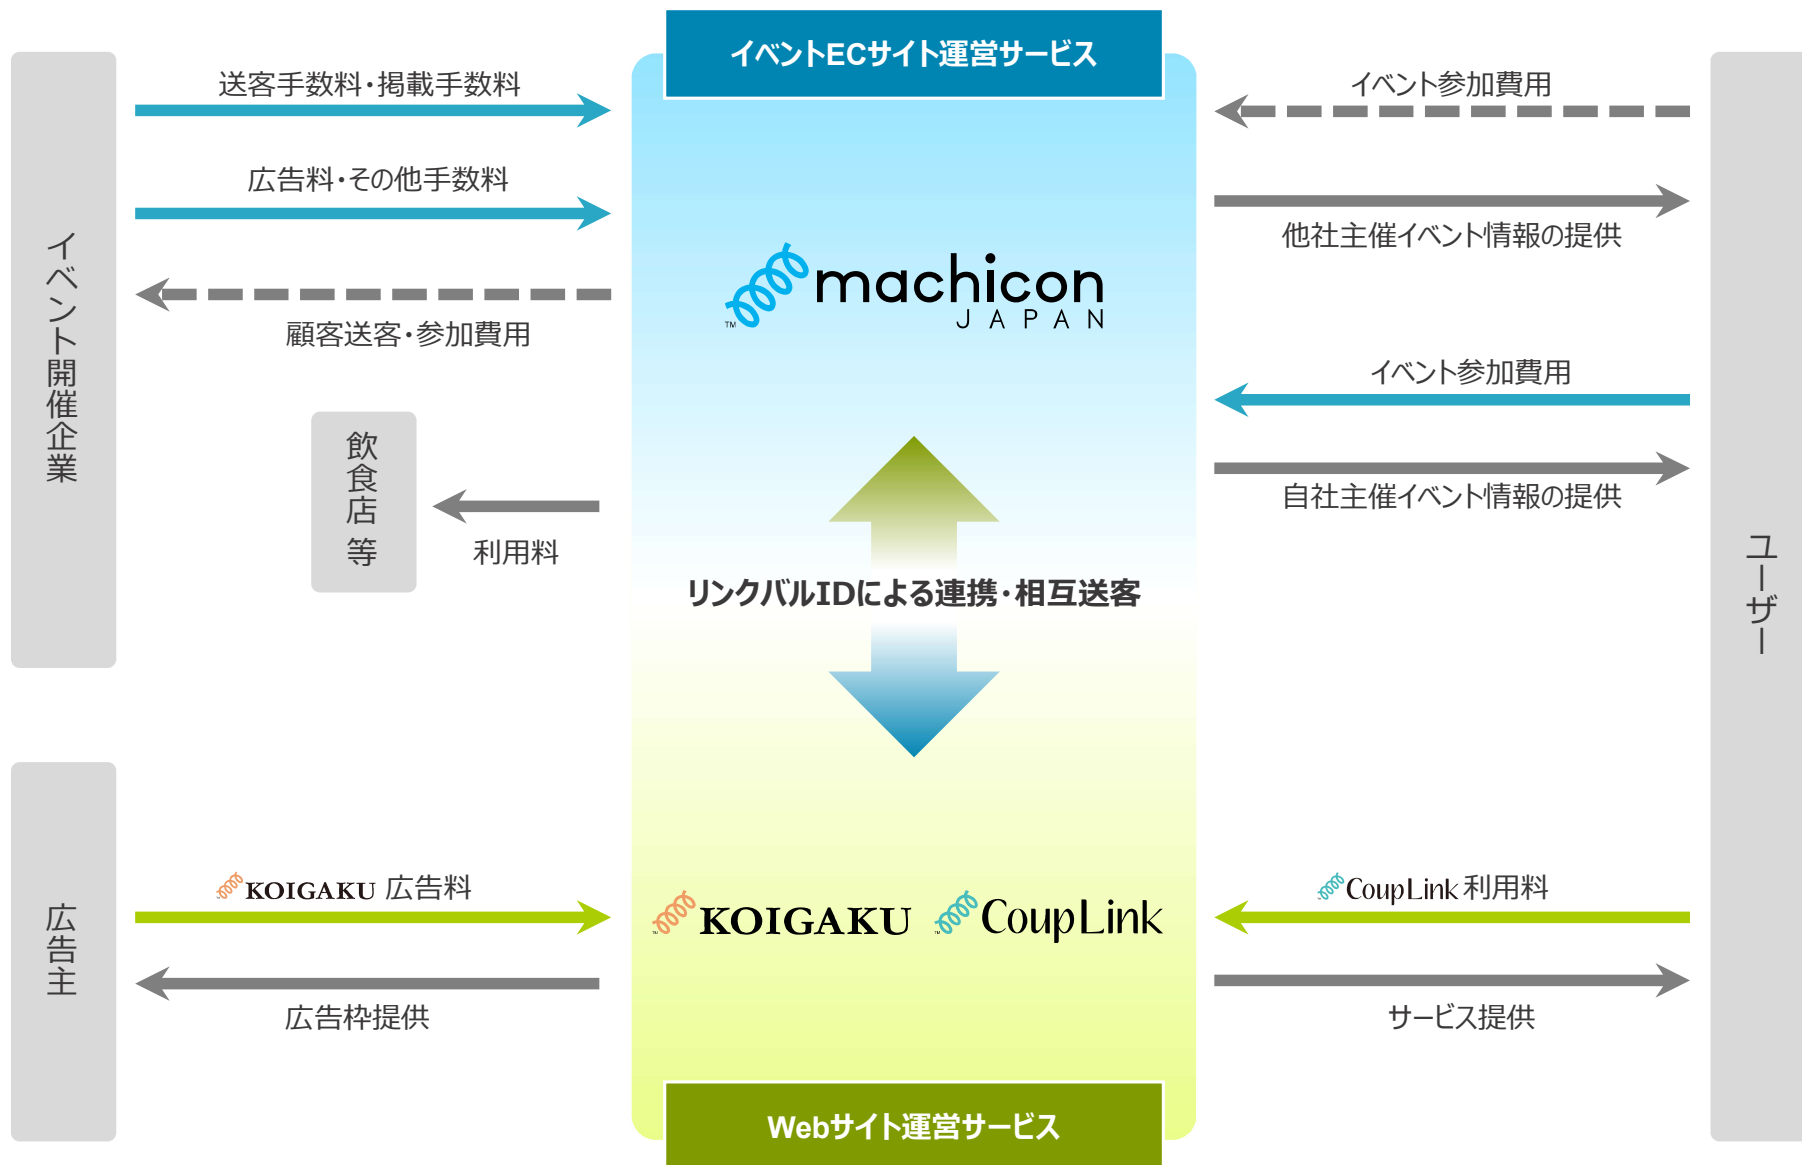 イベントECサイト運営サービス
送客手数料・掲載手数料
広告料・その他手数料
顧客送客・参加費用
イベント開催企業
飲食店 等
利用料
machicon
JAPAN
TM
イベント参加費用
他社主催イベント情報の提供
イベント参加費用
自社主催イベント情報の提供
ユーザー
リンクバルIDによる連携・相互送客
広告主
KOIGAKU 広告料
広告枠提供
KOIGAKU
CoupLink
CoupLink 利用料
サービス提供
Webサイト運営サービス